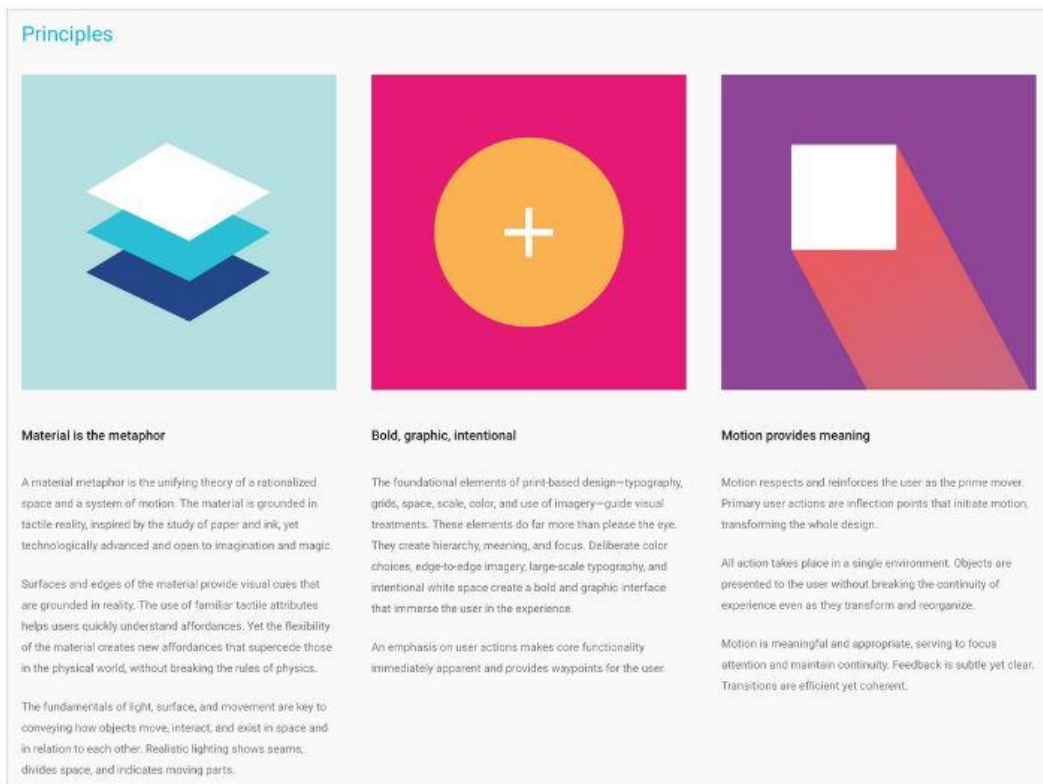 Principles
Material is the metaphor
A material metaphor is the unifying theory of a rationalized
space and a system of motion. The material is grounded in
tactile reality, inspired by the study of paper and ink, yet
technologically advanced and open to imagination and magic.
Surfaces and edges of the material provide visual cues that
are grounded in reality. The use of familiar tactile attributes
helps users quickly understand affordances. Yet the flexibility
of the material creates new affordances that supercede those
in the physical world, without breaking the rules of physics.
The fundamentals of light, surface, and movement are key to
conveying how objects move, interact, and exist in space and
in relation to each other. Realistic lighting shows seams,
divides space, and indicates moving parts.
Bold, graphic, intentional
The foundational elements of print-based design—typography,
grids, space, scale, color, and use of imagery—guide visual
treatments. These elements do far more than please the eye.
They create hierarchy, meaning, and focus. Deliberate color
choices, edge-to-edge imagery, large-scale typography, and
intentional white space create a bold and graphic interface
that immerse the user in the experience.
An emphasis on user actions makes core functionality
immediately apparent and provides waypoints for the user.
Motion provides meaning
Motion respects and reinforces the user as the prime mover.
Primary user actions are inflection points that initiate motion,
transforming the whole design.
All action takes place in a single environment. Objects are
presented to the user without breaking the continuity of
experience even as they transform and reorganize.
Motion is meaningful and appropriate, serving to focus
attention and maintain continuity. Feedback is subtle yet clear.
Transitions are efficient yet coherent.